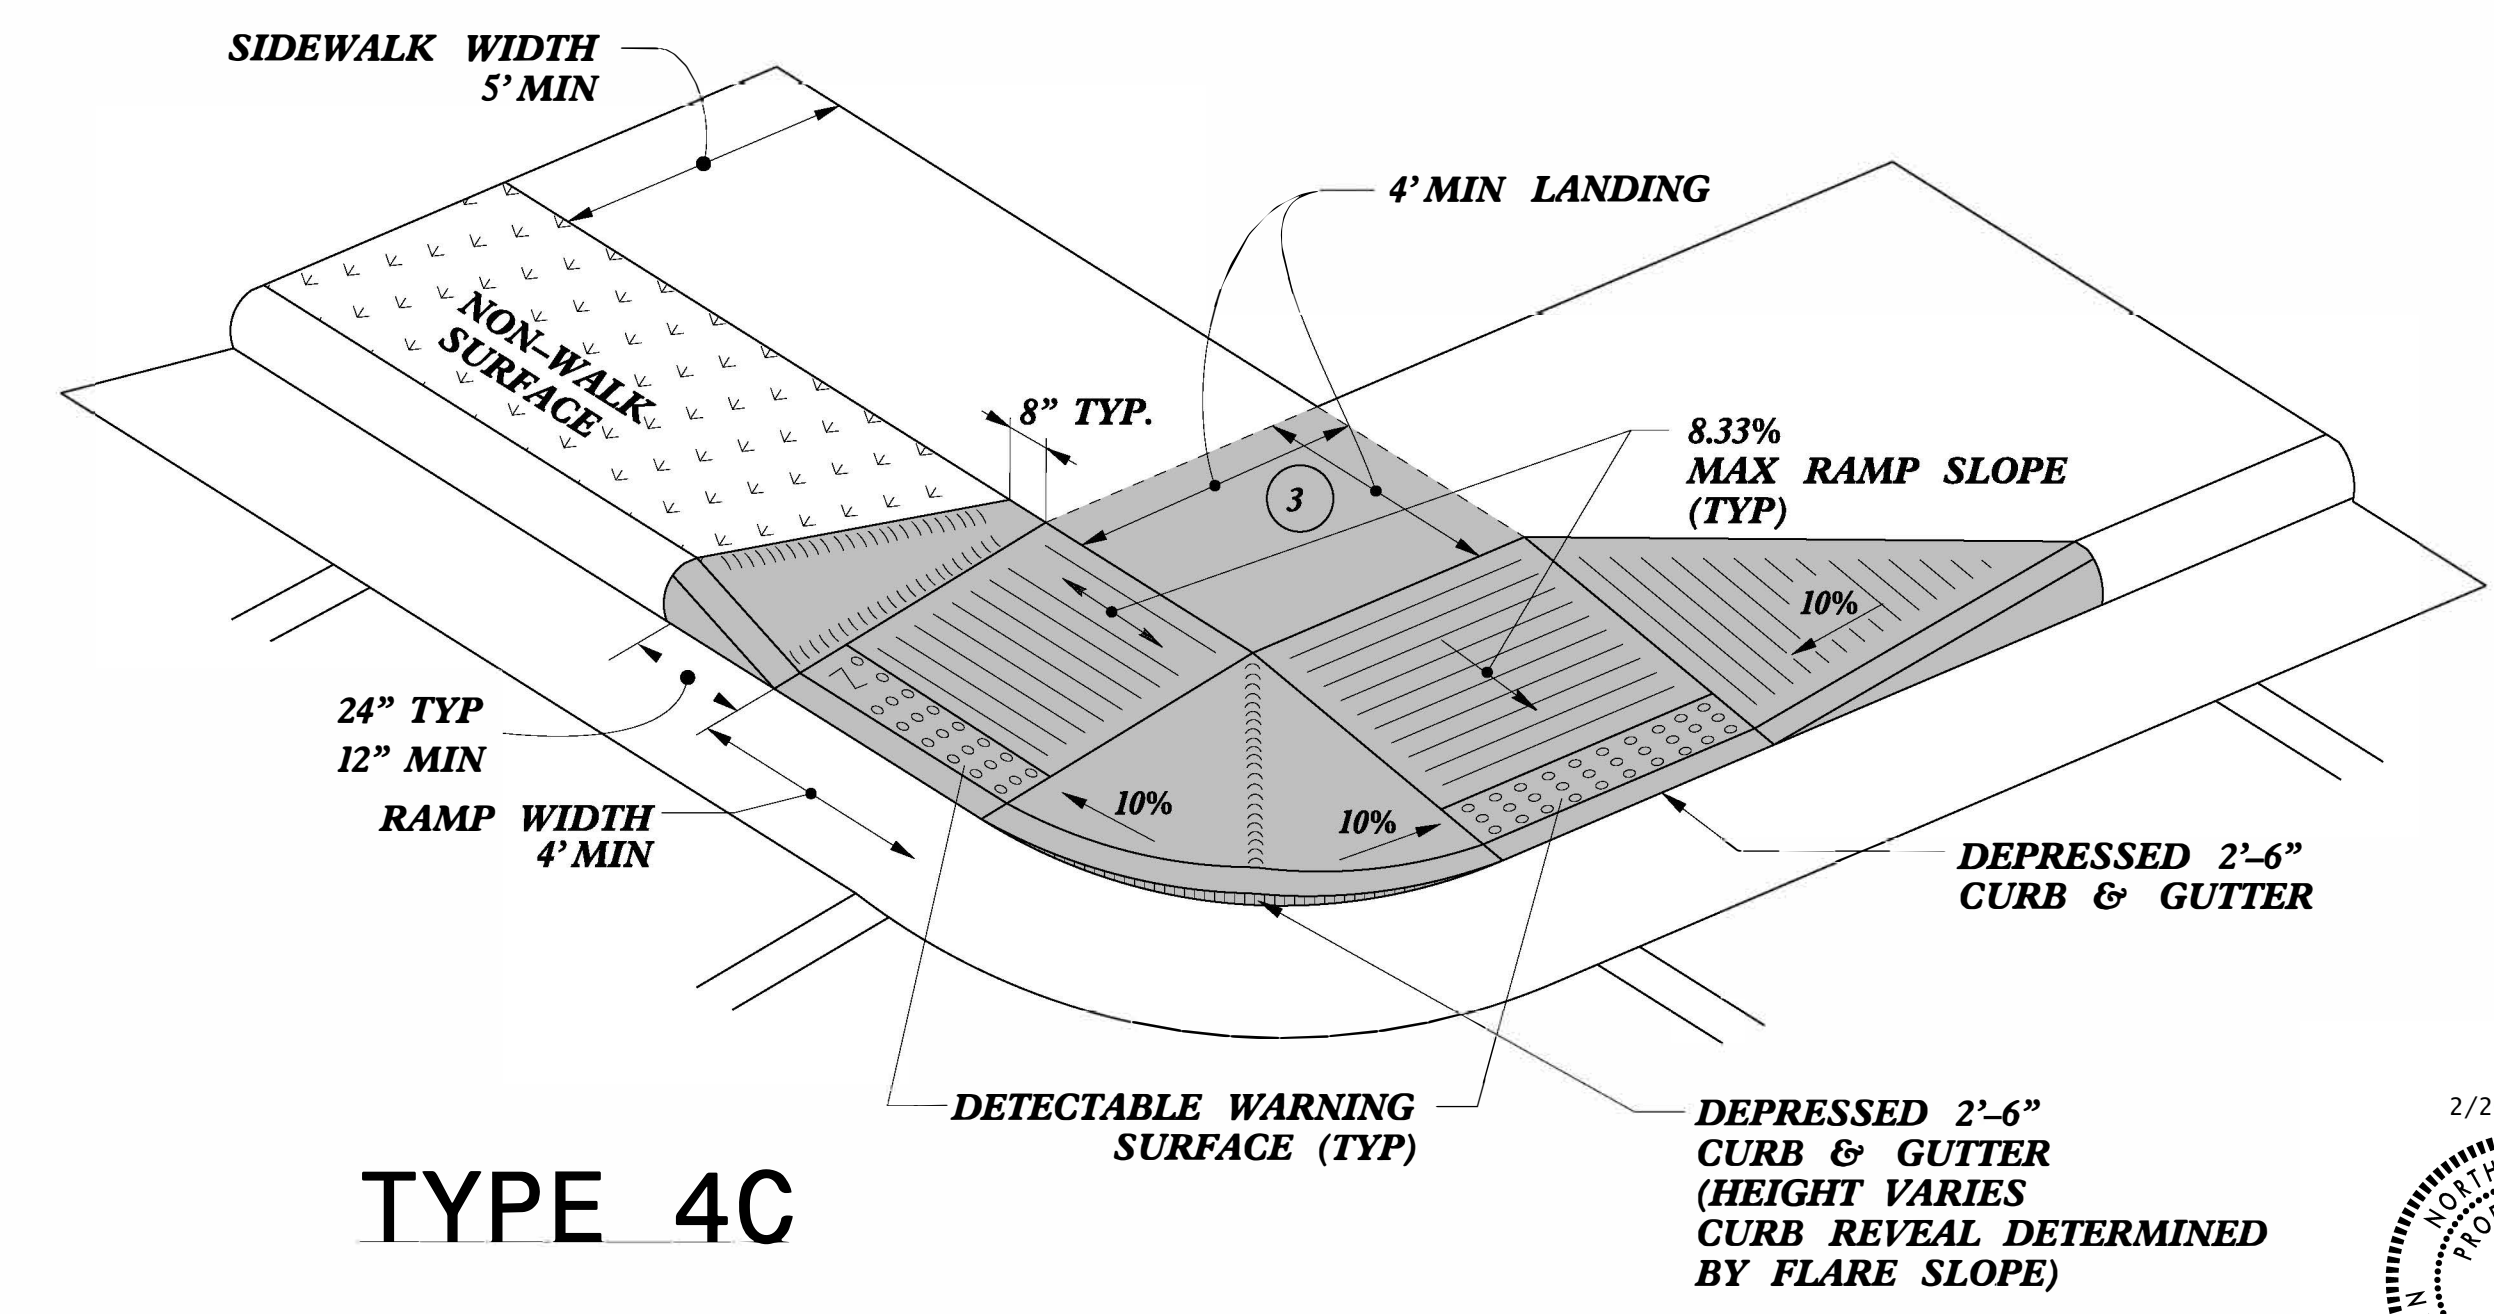 SIDEWALK WIDTH
5' MIN
4' MIN LANDING
NON-WALK
SURFACE
8" TYP.
3
8.33%
MAX RAMP SLOPE
(TYP)
10%
24" TYP
12" MIN
RAMP WIDTH
4' MIN
10%
10%
DEPRESSED 2'-6"
CURB & GUTTER
DETECTABLE WARNING
SURFACE (TYP)
DEPRESSED 2'-6"
CURB & GUTTER
(HEIGHT VARIES
CURB REVEAL DETERMINED
BY FLARE SLOPE)
TYPE 4C
2/2
NORTH